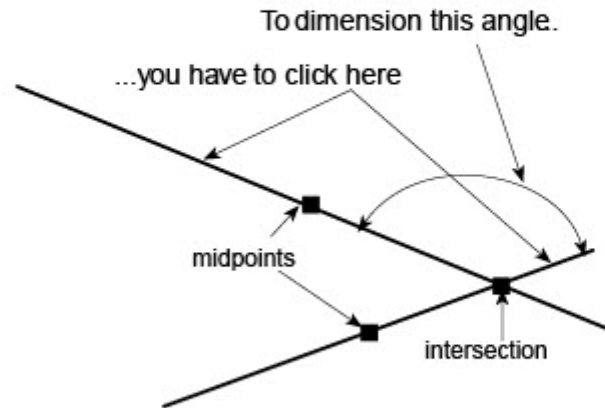 To dimension this angle..
...you have to click here
midpoints
intersection